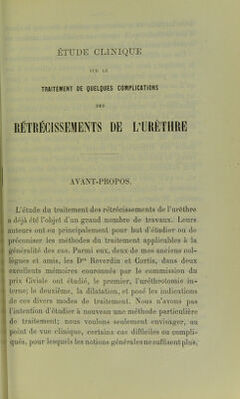 ÉTUDE CLINIQUE
SUR LE
TRAITEMENT DE QUELQUES COMPLICATIONS
DES
RÉTRÉCISSEMENTS DE L'URÈTHRE
AVANT-PROPOS.
L'étude du traitement des rétrécissements de l'urèthre
a déjà été l'objet d'un grand nombre de travaux. Leurs
auteurs ont eu principalement pour but d'étudier ou de
préconiser les méthodes du traitement applicables à la
généralité des cas. Parmi eux, deux de mes anciens col-
lègues et amis, les Drs Reverdin et Curtis, dans deux
excellents mémoires couronnés par le commission du
prix Civiale ont étudié, le premier, l'uréthrotomie in-
terne; le deuxième, la dilatation, et posé les indications
de ces divers modes de traitement. Nous n'avons pas
l'intention d'étudier à nouveau une méthode particulière
de traitement; nous voulons seulement envisager, au
point de vue clinique, certains cas difficiles ou compli-
qués, pour lesquels les notions générales ne suffisent plus,